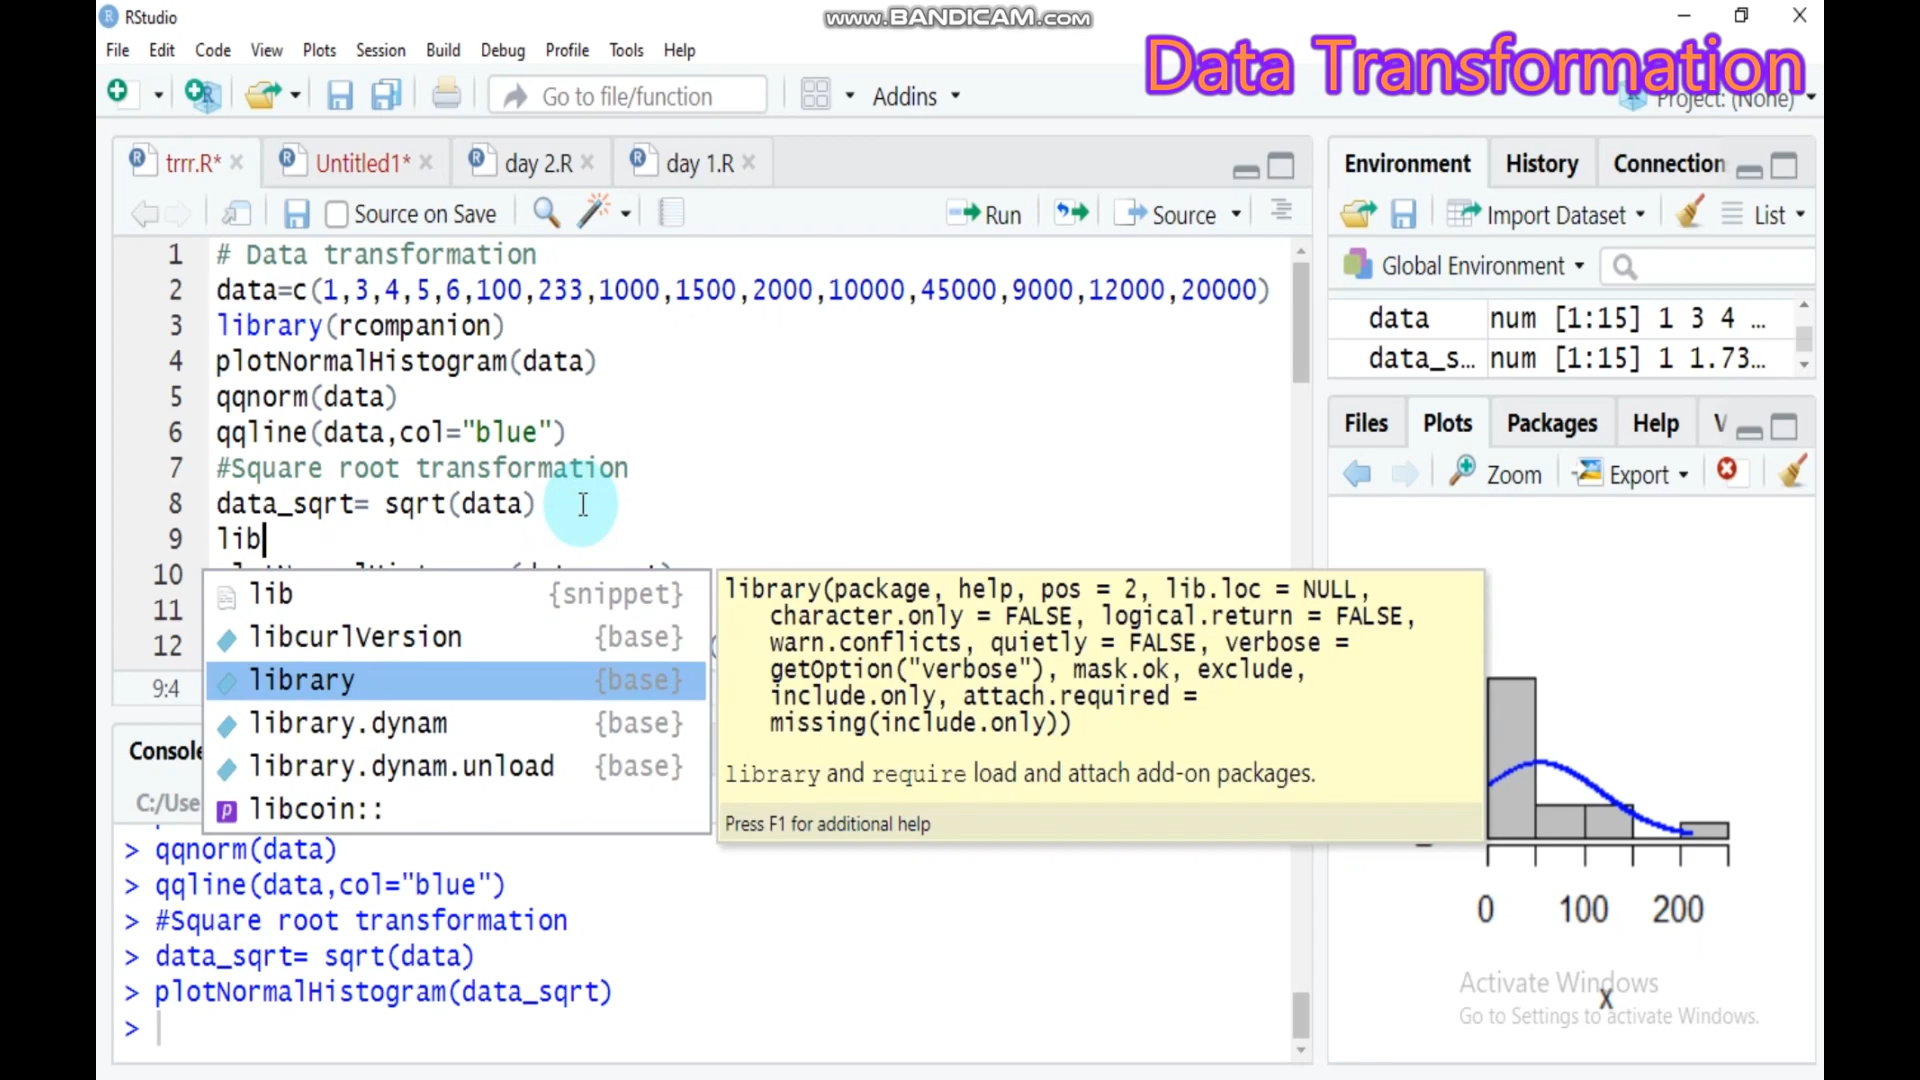 RStudio
www.BANDICAM.com
File Edit Code View Plots Session Build Debug Profile Tools Help
Data Transformation
Go to file/function
Addins
Project: (None)
trrr.R*
Untitled1*
day 2.R
day 1.R
Source on Save
Run
Source
1 # Data transformation
2 data=c(1,3,4,5,6,100,233,1000,1500,2000,10000,45000,9000,12000,20000)
3 library(rcompanion)
4 plotNormalHistogram(data)
5 qqnorm(data)
6 qqline(data,col="blue")
7 #Square root transformation
8 data_sqrt= sqrt(data)
9 lib
10
11
12
9:4
lib {snippet}
libcurlVersion {base}
library {base}
library.dynam {base}
library.dynam.unload {base}
libcoin::
library(package, help, pos = 2, lib.loc = NULL,
character.only = FALSE, logical.return = FALSE,
warn.conflicts, quietly = FALSE, verbose =
getOption("verbose"), mask.ok, exclude,
include.only, attach.required =
missing(include.only))
library and require load and attach add-on packages.
Press F1 for additional help
Console
C:/Use
> qqnorm(data)
> qqline(data,col="blue")
> #Square root transformation
> data_sqrt= sqrt(data)
> plotNormalHistogram(data_sqrt)
>
Environment History Connection
Import Dataset
List
Global Environment
data num [1:15] 1 3 4 ...
data_s... num [1:15] 1 1.73...
Files Plots Packages Help V
Zoom
Export
0 100 200
x
Activate Windows
Go to Settings to activate Windows.